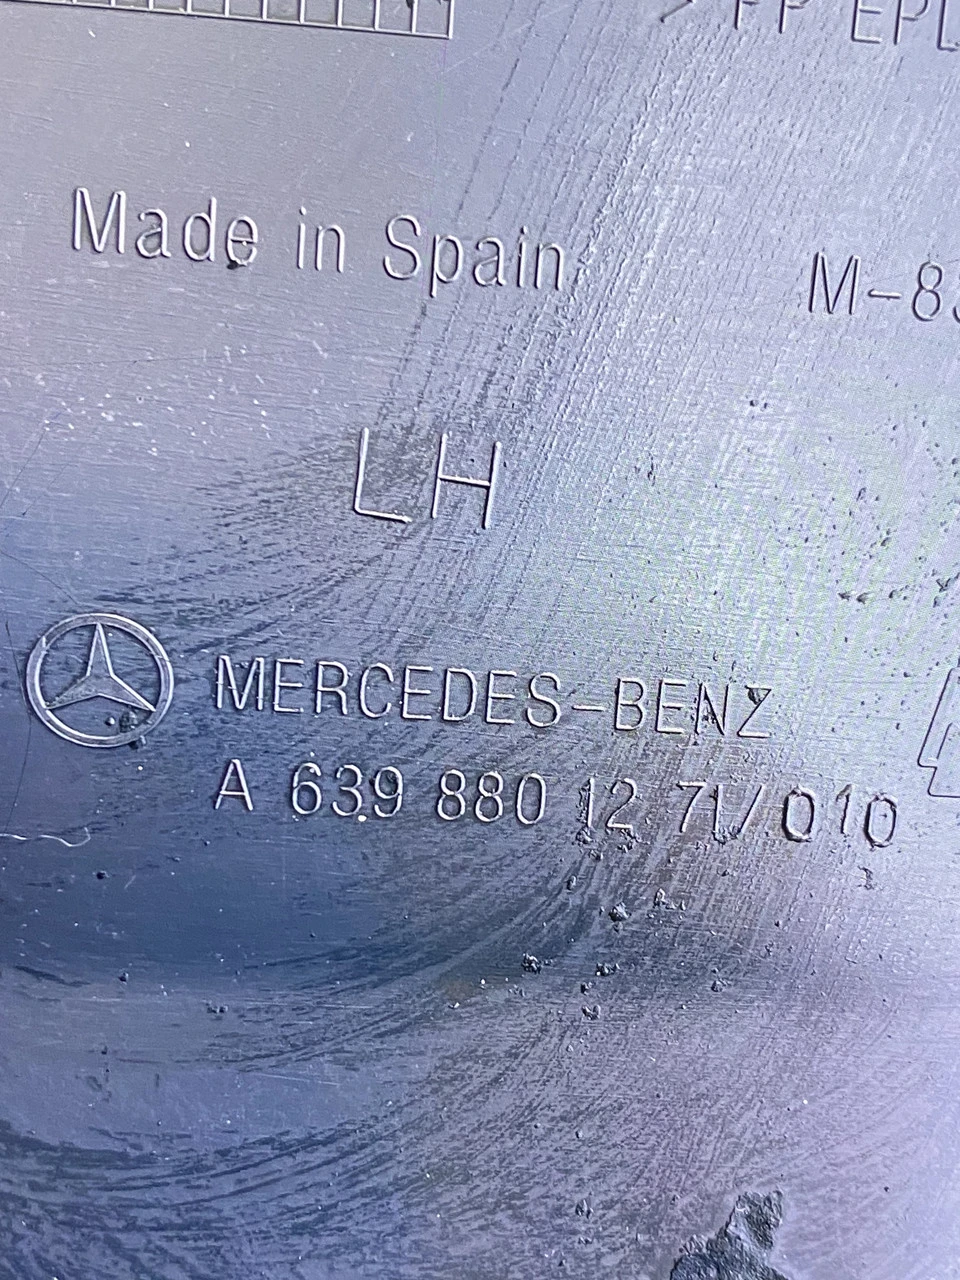 Made in Spain
LH
MERCEDES-BENZ
A 639 880 12 71/010